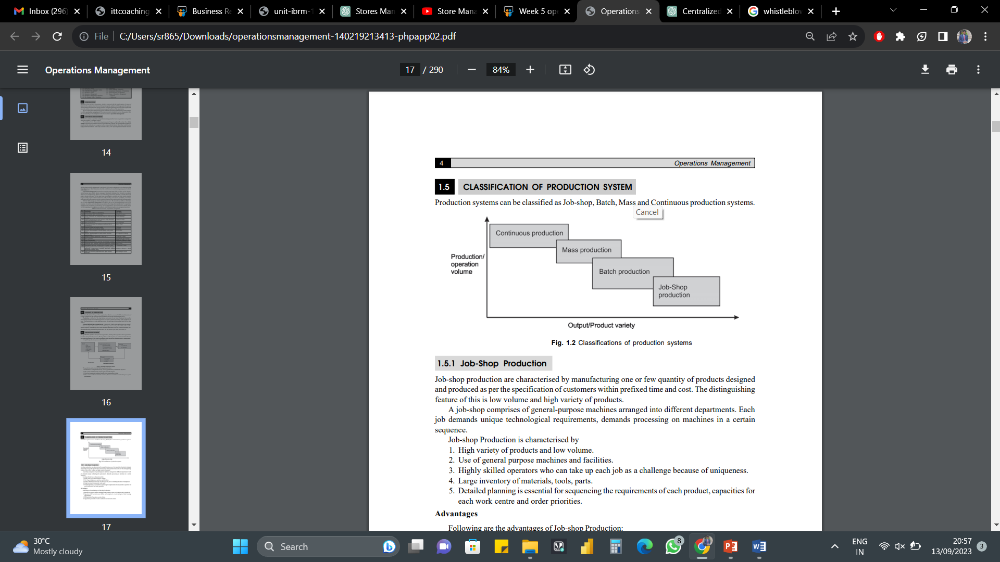 Inbox (296)
ittcoaching
Business Re
unit-ibrm-1
Stores Man
Store Mana
Week 5 ope
Operations
Centralized
whistleblow
File
C:/Users/sr865/Downloads/operationsmanagement-140219213413-phpapp02.pdf
Operations Management
17 / 290
84%
14
15
16
17
4
Operations Management
1.5 CLASSIFICATION OF PRODUCTION SYSTEM
Production systems can be classified as Job-shop, Batch, Mass and Continuous production systems.
Cancel
Continuous production
Mass production
Production/
operation
volume
Batch production
Job-Shop
production
Output/Product variety
Fig. 1.2 Classifications of production systems
1.5.1 Job-Shop Production
Job-shop production are characterised by manufacturing one or few quantity of products designed
and produced as per the specification of customers within prefixed time and cost. The distinguishing
feature of this is low volume and high variety of products.
A job-shop comprises of general-purpose machines arranged into different departments. Each
job demands unique technological requirements, demands processing on machines in a certain
sequence.
Job-shop Production is characterised by
1. High variety of products and low volume.
2. Use of general purpose machines and facilities.
3. Highly skilled operators who can take up each job as a challenge because of uniqueness.
4. Large inventory of materials, tools, parts.
5. Detailed planning is essential for sequencing the requirements of each product, capacities for
each work centre and order priorities.
Advantages
Following are the advantages of Job-shop Production:
30°C
Mostly cloudy
Search
8
ENG
IN
20:57
13/09/2023
3